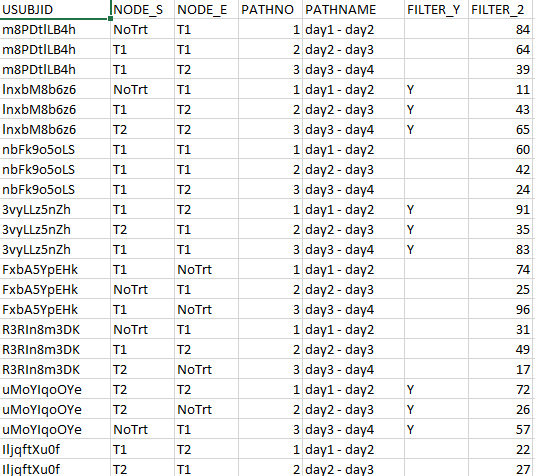 USUBJID NODE_S NODE_E PATHNO PATHNAME FILTER_Y FILTER_2
m8PDtlLB4h NoTrt T1 1 day1 - day2 84
m8PDtlLB4h T1 T1 2 day2 - day3 64
m8PDtlLB4h T1 T2 3 day3 - day4 39
lnxbM8b6z6 NoTrt T1 1 day1 - day2 Y 11
lnxbM8b6z6 T1 T2 2 day2 - day3 Y 43
lnxbM8b6z6 T2 T2 3 day3 - day4 Y 65
nbFk9o5oLS T1 T1 1 day1 - day2 60
nbFk9o5oLS T1 T1 2 day2 - day3 42
nbFk9o5oLS T1 T1 3 day3 - day4 24
3vyLLz5nZh T1 T2 1 day1 - day2 Y 91
3vyLLz5nZh T2 T1 2 day2 - day3 Y 35
3vyLLz5nZh T1 T1 3 day3 - day4 Y 83
FxbA5YpEHk T1 NoTrt 1 day1 - day2 74
FxbA5YpEHk NoTrt T1 2 day2 - day3 25
FxbA5YpEHk T1 NoTrt 3 day3 - day4 96
R3RIn8m3DK NoTrt T1 1 day1 - day2 31
R3RIn8m3DK T1 T2 2 day2 - day3 49
R3RIn8m3DK T2 NoTrt 3 day3 - day4 17
uMoYIqoOYe T2 T2 1 day1 - day2 Y 72
uMoYIqoOYe T2 NoTrt 2 day2 - day3 Y 26
uMoYIqoOYe NoTrt T1 3 day3 - day4 Y 57
IljqftXu0f T1 T2 1 day1 - day2 22
IljqftXu0f T2 T1 2 day2 - day3 27